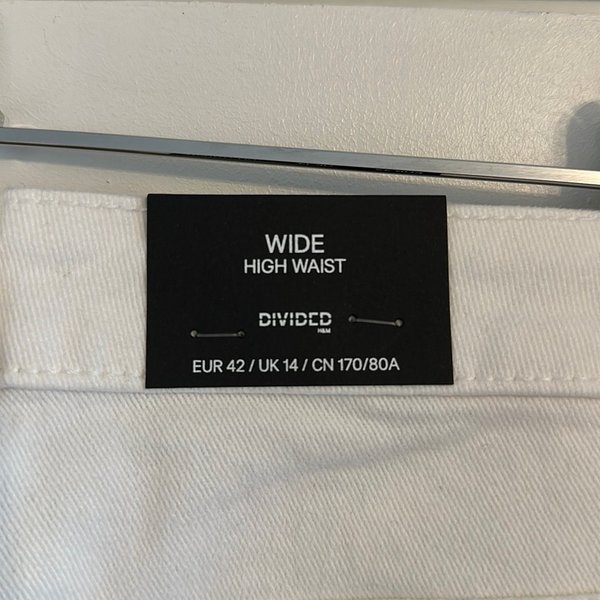 WIDE
HIGH WAIST
DIVIDED
H&M
EUR 42 / UK 14 / CN 170/80A